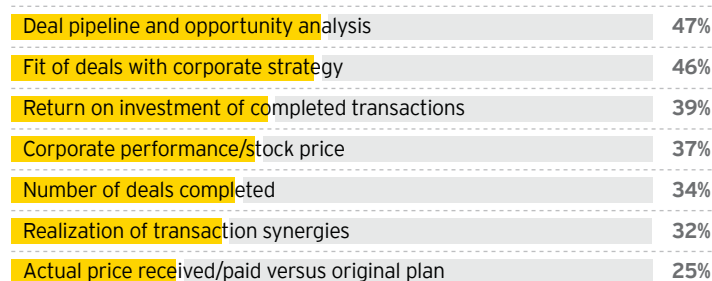 Deal pipeline and opportunity analysis 47%
Fit of deals with corporate strategy 46%
Return on investment of completed transactions 39%
Corporate performance/stock price 37%
Number of deals completed 34%
Realization of transaction synergies 32%
Actual price received/paid versus original plan 25%